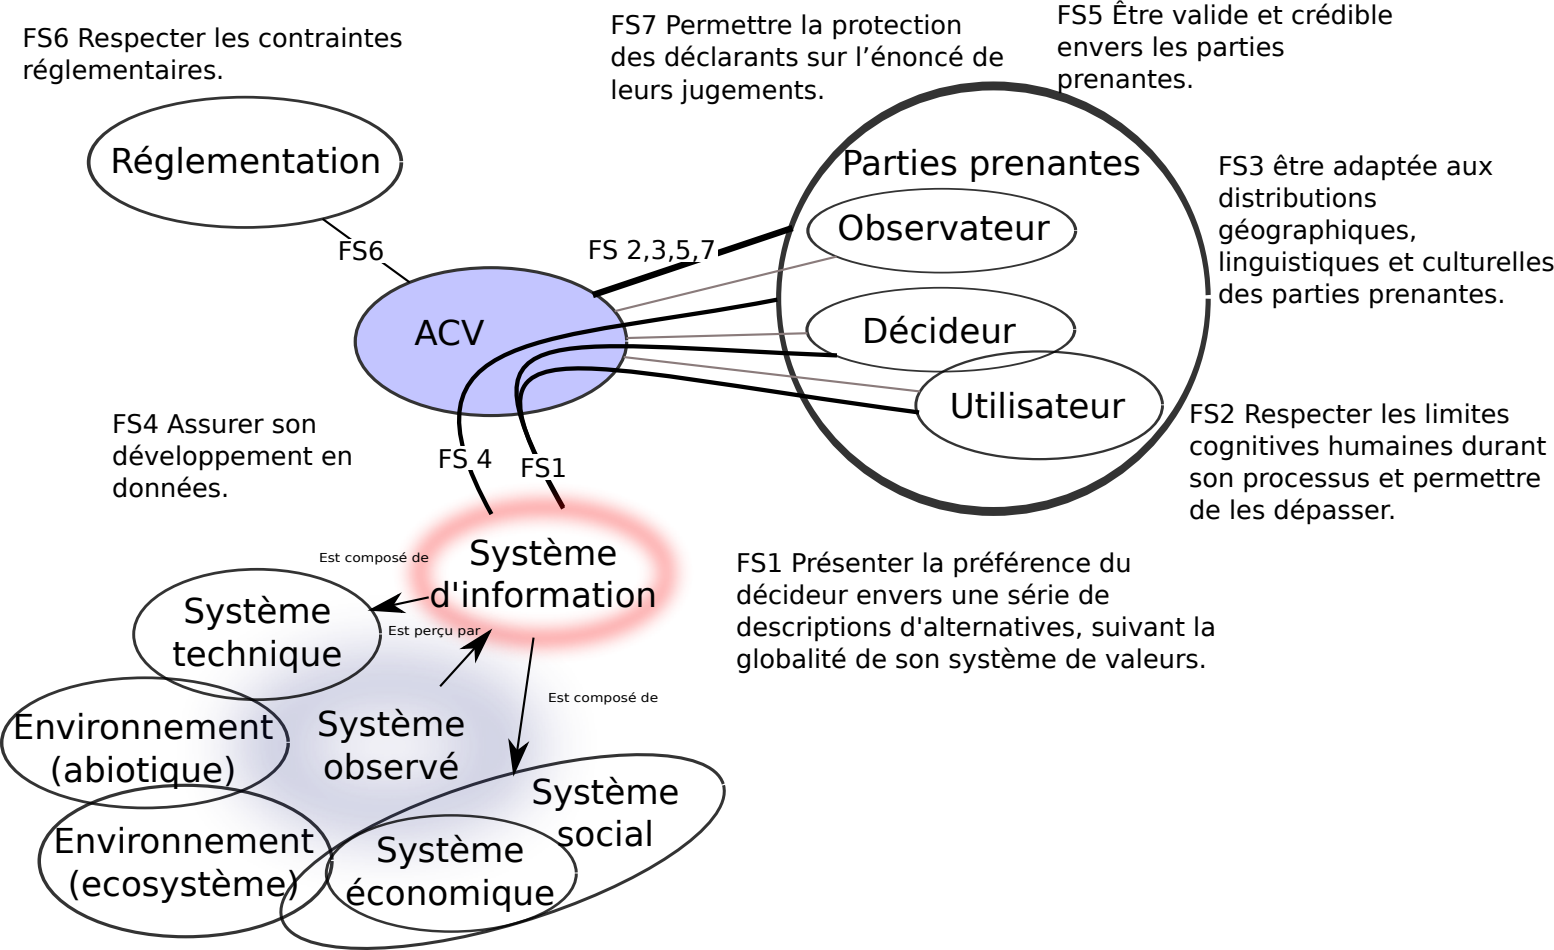 FS6 Respecter les contraintes
réglementaires.
FS7 Permettre la protection
des déclarants sur l’énoncé de
leurs jugements.
FS5 Être valide et crédible
envers les parties
prenantes.
Réglementation
Parties prenantes
FS3 être adaptée aux
distributions
géographiques,
linguistiques et culturelles
des parties prenantes.
Observateur
FS6
FS 2,3,5,7
ACV
Décideur
Utilisateur
FS2 Respecter les limites
cognitives humaines durant
son processus et permettre
de les dépasser.
FS4 Assurer son
développement en
données.
FS 4
FS1
Est composé de
Système
d'information
FS1 Présenter la préférence du
décideur envers une série de
descriptions d'alternatives, suivant la
globalité de son système de valeurs.
Système
technique
Est perçu par
Est composé de
Environnement
(abiotique)
Système
observé
Système
social
Environnement
(ecosystème)
Système
économique